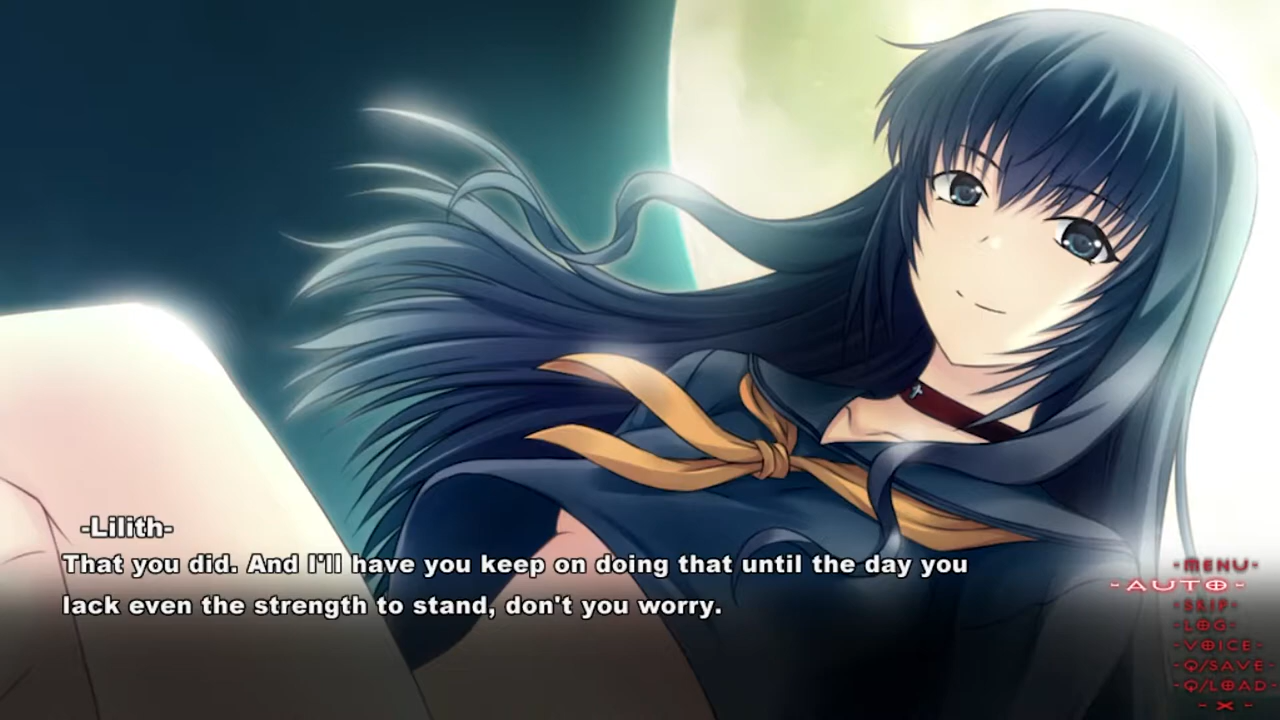 -Lilith-
That you did. And I'll have you keep on doing that until the day you
lack even the strength to stand, don't you worry.
-MENU-
-AUTO-
-SKIP-
-LOG-
-VOICE-
-Q/SAVE-
-Q/LOAD-
-X-